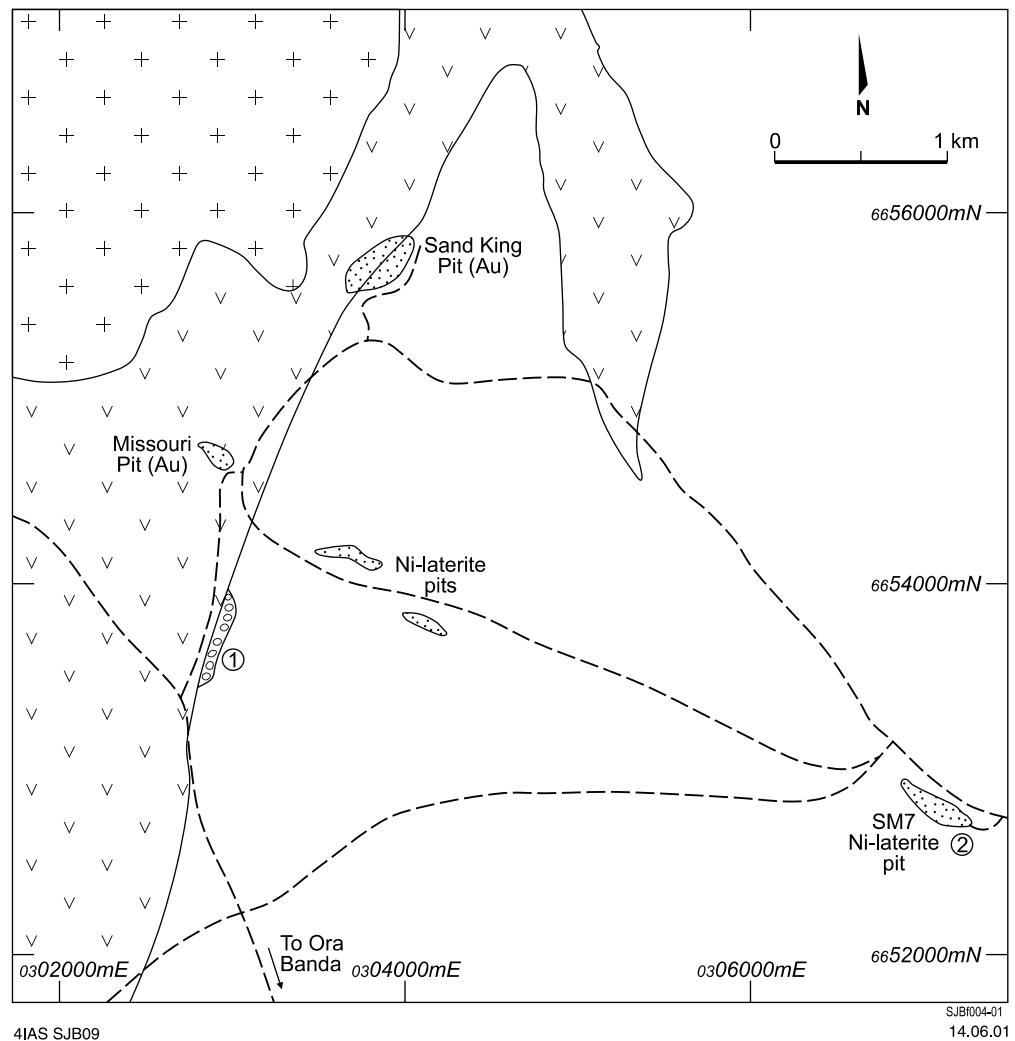 N
0 1 km
6656000mN
Sand King
Pit (Au)
Missouri
Pit (Au)
Ni-laterite
pits
6654000mN
①
SM7
Ni-laterite
pit
②
To Ora
Banda
0302000mE
0304000mE
0306000mE
6652000mN
SJBf004-01
4IAS SJB09
14.06.01